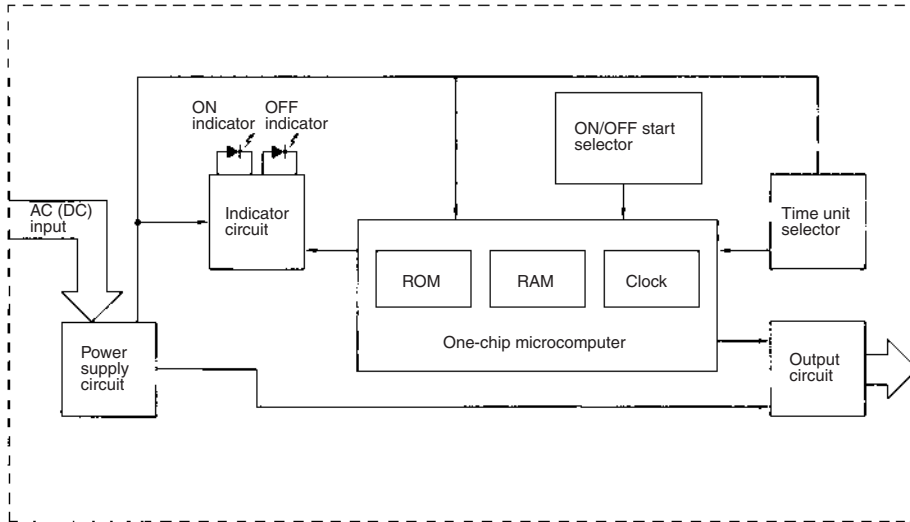 ON
indicator
OFF
indicator
ON/OFF start
selector
AC (DC)
input
Indicator
circuit
Time unit
selector
ROM
RAM
Clock
One-chip microcomputer
Power
supply
circuit
Output
circuit